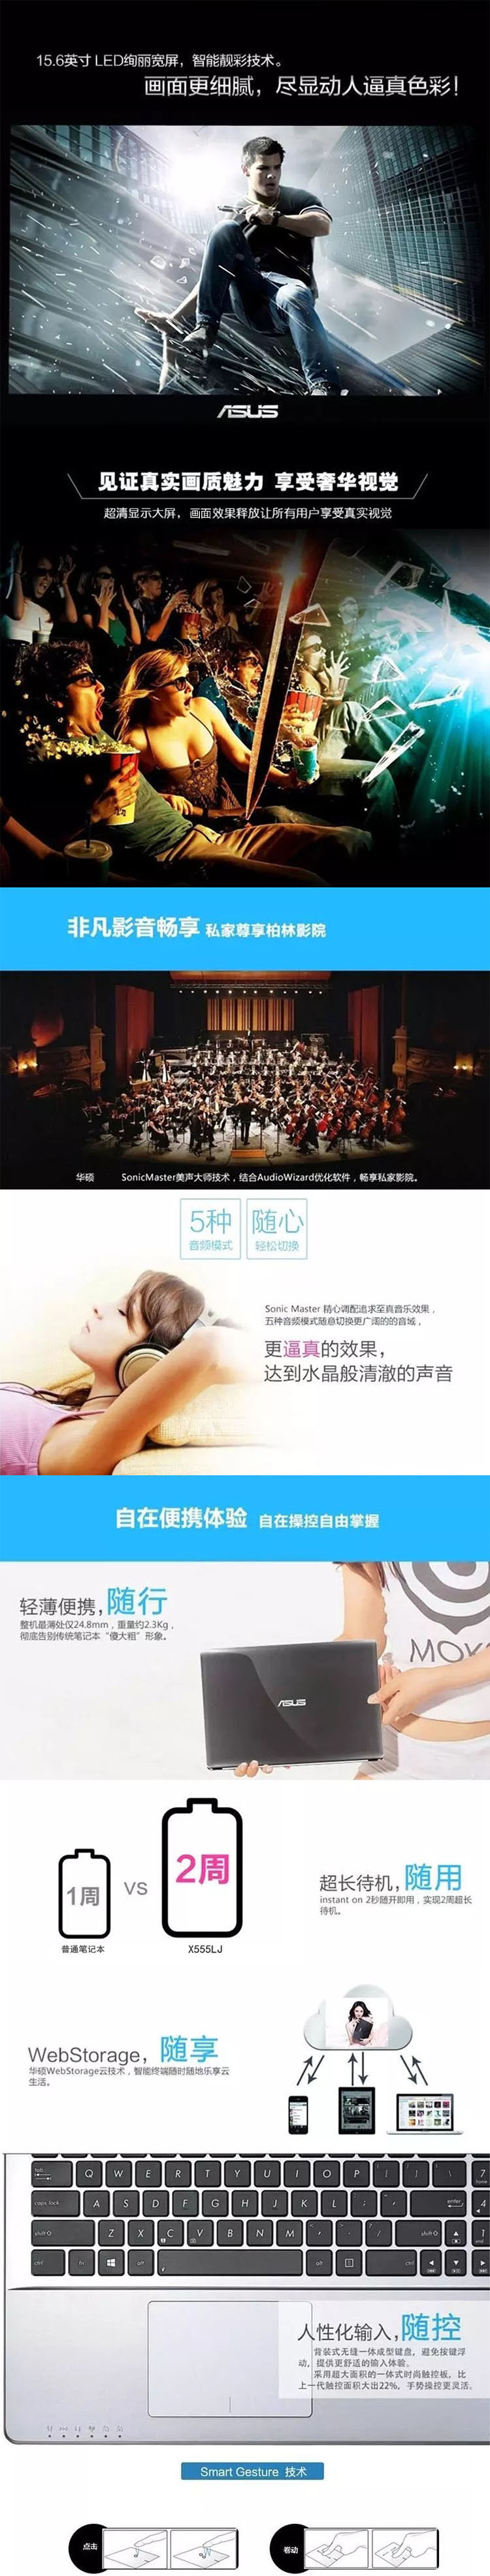 15.6英寸 LED绚丽宽屏，智能靓彩技术。
画面更细腻，尽显动人逼真色彩！
ASUS
见证真实画质魅力 享受奢华视觉
超清显示大屏，画面效果释放让所有用户享受真实视觉
非凡影音畅享 私家尊享柏林影院
华硕 SonicMaster美声大师技术，结合AudioWizard优化软件，畅享私家影院。
5种 随心
音频模式 轻松切换
Sonic Master 精心调配追求至真音乐效果，
五种音频模式随意切换更广阔的的音域，
更逼真的效果，
达到水晶般清澈的声音
自在便携体验 自在操控自由掌握
轻薄便携，随行
整机最薄处仅24.8mm，重量约2.3Kg，
彻底告别传统笔记本“傻大粗”形象。
MOX
ASUS
1周 VS 2周
普通笔记本 X555LJ
超长待机，随用
instant on 2秒随开即用，实现2周超长
待机。
WebStorage，随享
华硕WebStorage云技术，智能终端随时随地乐享云
生活。
tab Q W E R T Y U I O P [ ] \ 7 home
caps lock A S D F G H J K L ; ' enter 4
shift Z X C V B N M < , > . ? / shift 1 end
ctrl fn alt alt ctrl
人性化输入，随控
背装式无缝一体成型键盘，避免按键浮
动，提供更舒适的输入体验。
采用超大面积的一体式时尚触控板，比
上一代触控面积大出22%，手势操控更灵活。
Smart Gesture 技术
点击 卷动